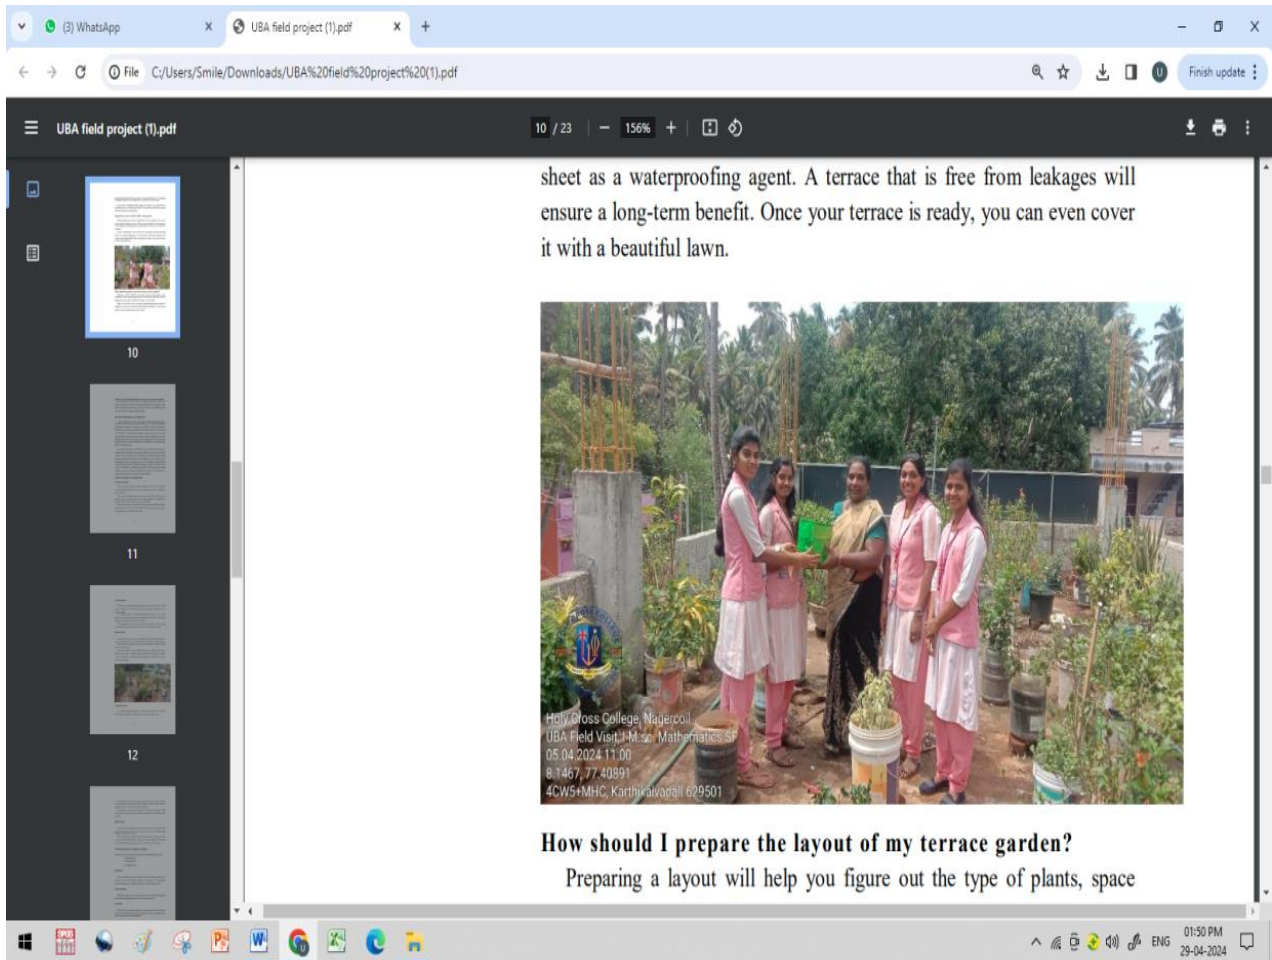 (3) WhatsApp
UBA field project (1).pdf
File
C:/Users/Smile/Downloads/UBA%20field%20project%20(1).pdf
U
Finish update
UBA field project (1).pdf
10 / 23
156%
10
11
12
sheet as a waterproofing agent. A terrace that is free from leakages will
ensure a long-term benefit. Once your terrace is ready, you can even cover
it with a beautiful lawn.
Holy Cross College, Nagercoil
UBA Field Visit, I-M.sc. Mathematics SF
05.04.2024 11:00
8.1467, 77.40891
4CW5+MHC, Karthikaivadali 629501
How should I prepare the layout of my terrace garden?
Preparing a layout will help you figure out the type of plants, space
ENG
01:50 PM
29-04-2024